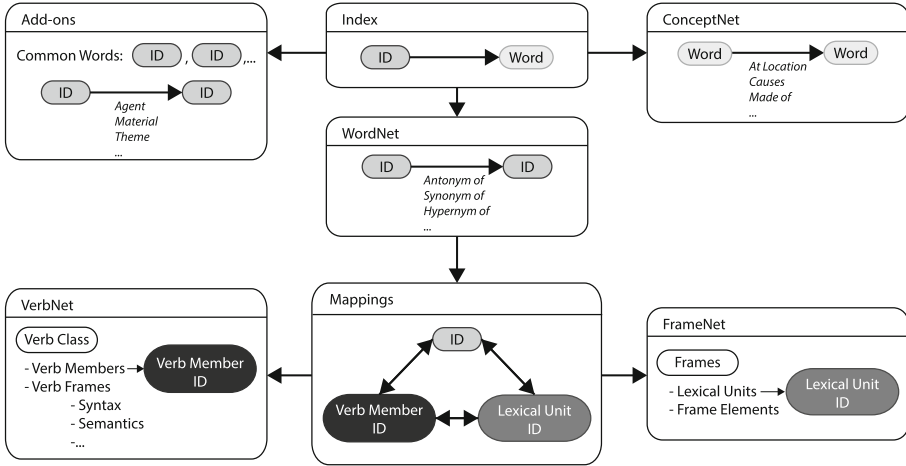 Add-ons
Common Words: ID , ID ,...
ID ID
Agent
Material
Theme
...
Index
ID Word
ConceptNet
Word Word
At Location
Causes
Made of
...
WordNet
ID ID
Antonym of
Synonym of
Hypernym of
...
VerbNet
Verb Class
- Verb Members
- Verb Frames
- Syntax
- Semantics
-...
Verb Member
ID
Mappings
ID
Verb Member
ID
Lexical Unit
ID
FrameNet
Frames
- Lexical Units
- Frame Elements
Lexical Unit
ID